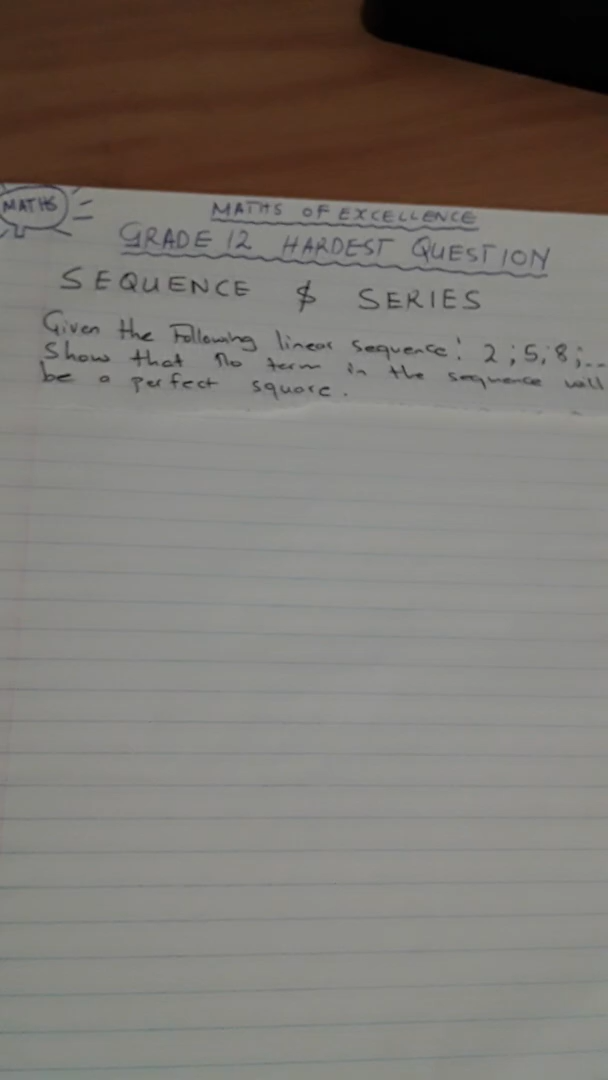 MATHS
MATHS OF EXCELLENCE
GRADE 12 HARDEST QUESTION
SEQUENCE & SERIES
Given the Following linear sequence: 2; 5; 8; ...
Show that no term in the sequence will
be a perfect square.